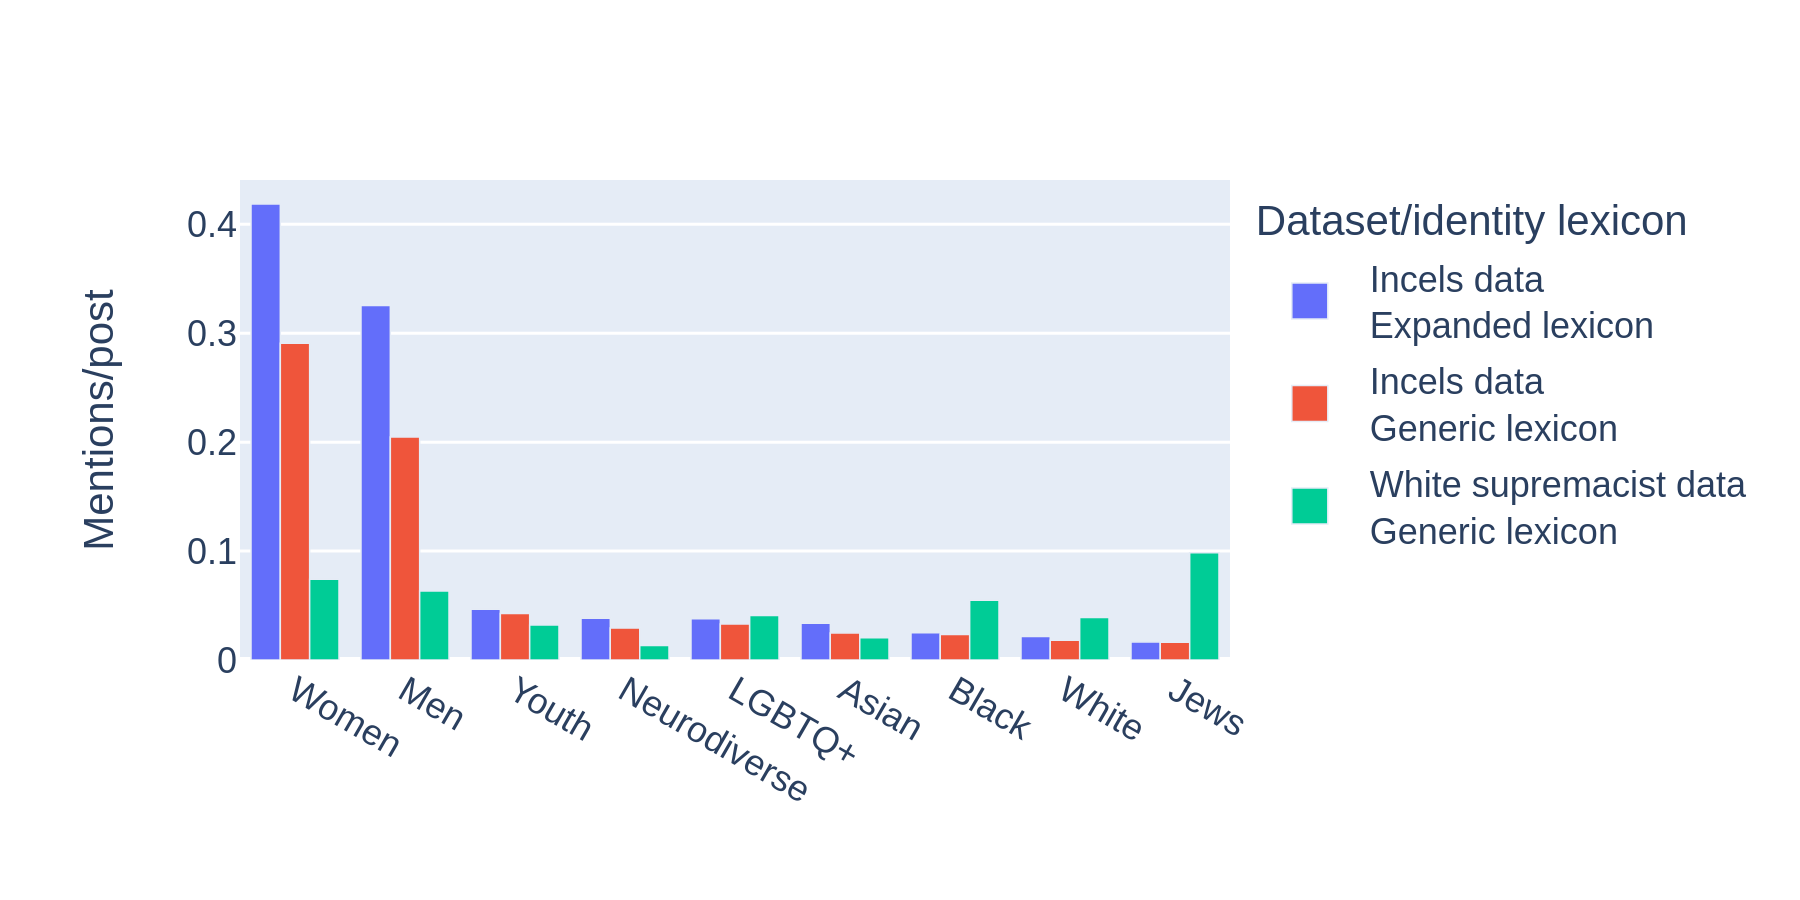 Mentions/post
0.4
0.3
0.2
0.1
0
Women
Men
Youth
Neurodiverse
LGBTQ+
Asian
Black
White
Jews
Dataset/identity lexicon
Incels data
Expanded lexicon
Incels data
Generic lexicon
White supremacist data
Generic lexicon